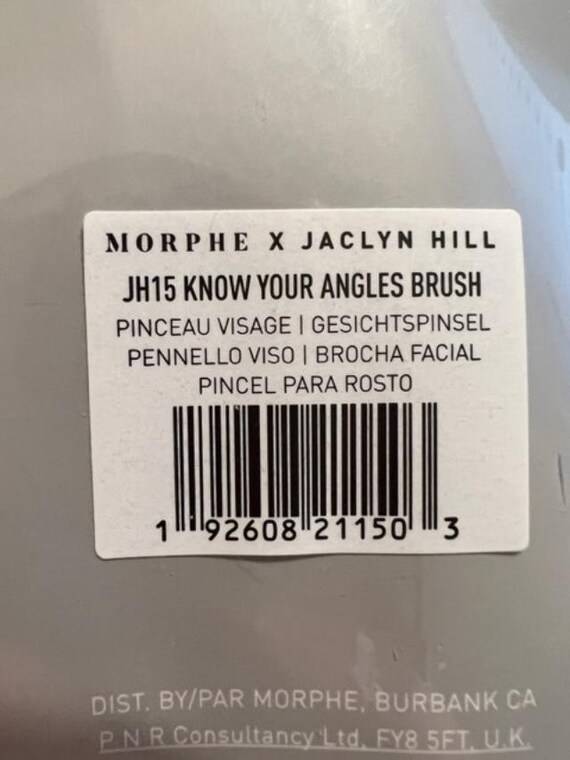 MORPHE X JACLYN HILL
JH15 KNOW YOUR ANGLES BRUSH
PINCEAU VISAGE | GESICHTSPINSEL
PENNELLO VISO | BROCHA FACIAL
PINCEL PARA ROSTO
1 92608 21150 3
DIST. BY/PAR MORPHE, BURBANK CA
P N R Consultancy Ltd. FY8 5FT, U.K.